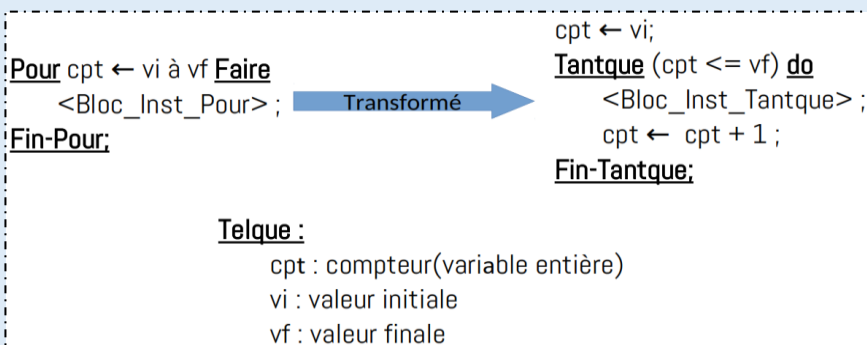 Pour cpt ← vi à vf Faire
<Bloc_Inst_Pour> ;
Fin-Pour;
Transformé
cpt ← vi;
Tantque (cpt <= vf) do
<Bloc_Inst_Tantque> ;
cpt ← cpt + 1 ;
Fin-Tantque;
Telque :
cpt : compteur(variable entière)
vi : valeur initiale
vf : valeur finale